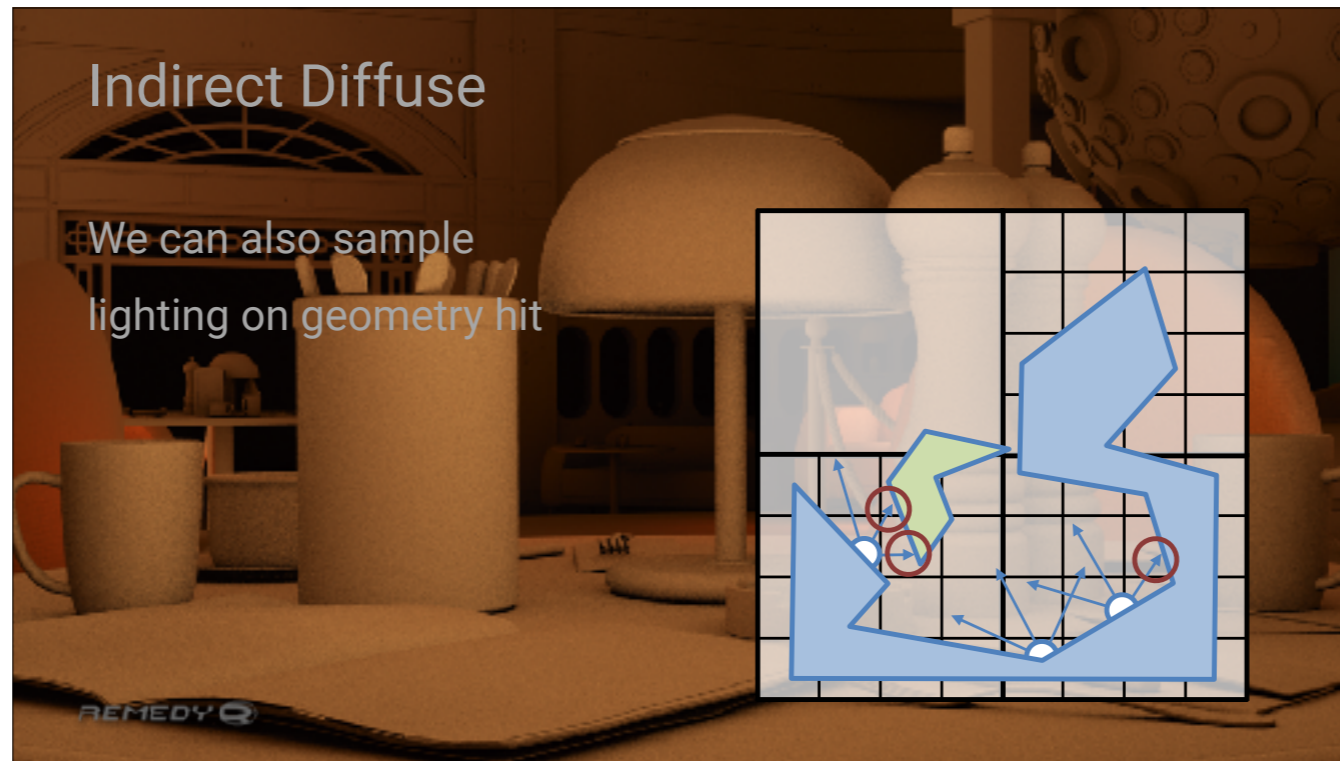 Indirect Diffuse
We can also sample
lighting on geometry hit
REMEDY